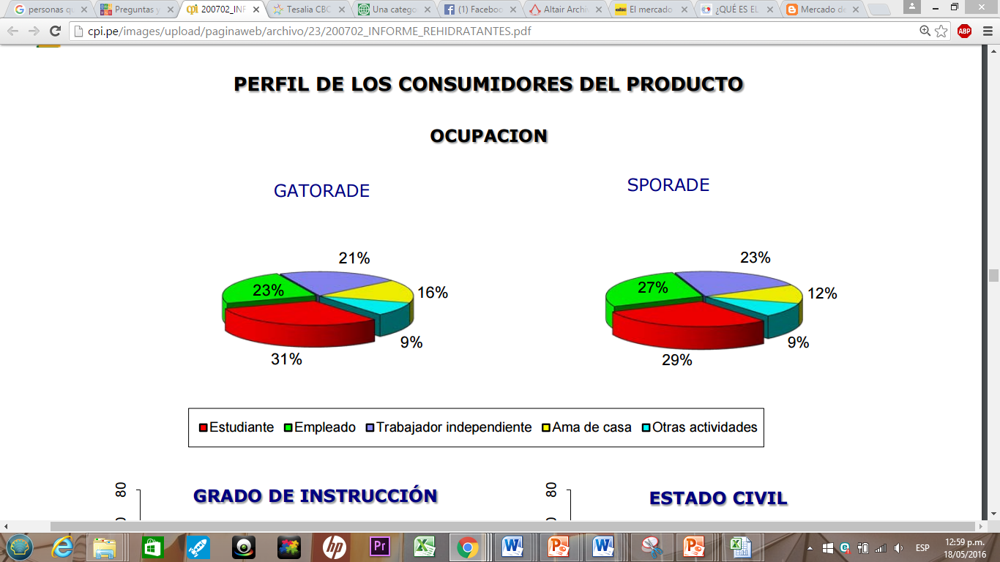 personas qu
Preguntas y
200702_INF
Tesalia CBC
Una catego
(1) Faceboo
Altair Archi
El mercado
¿QUÉ ES EL
Mercado de
cpi.pe/images/upload/paginaweb/archivo/23/200702_INFORME_REHIDRATANTES.pdf
ABP
PERFIL DE LOS CONSUMIDORES DEL PRODUCTO
OCUPACION
GATORADE
SPORADE
21%
23%
16%
9%
31%
23%
27%
12%
9%
29%
Estudiante Empleado Trabajador independiente Ama de casa Otras actividades
80
GRADO DE INSTRUCCIÓN
80
ESTADO CIVIL
hp
Pr
ESP
12:59 p.m.
18/05/2016